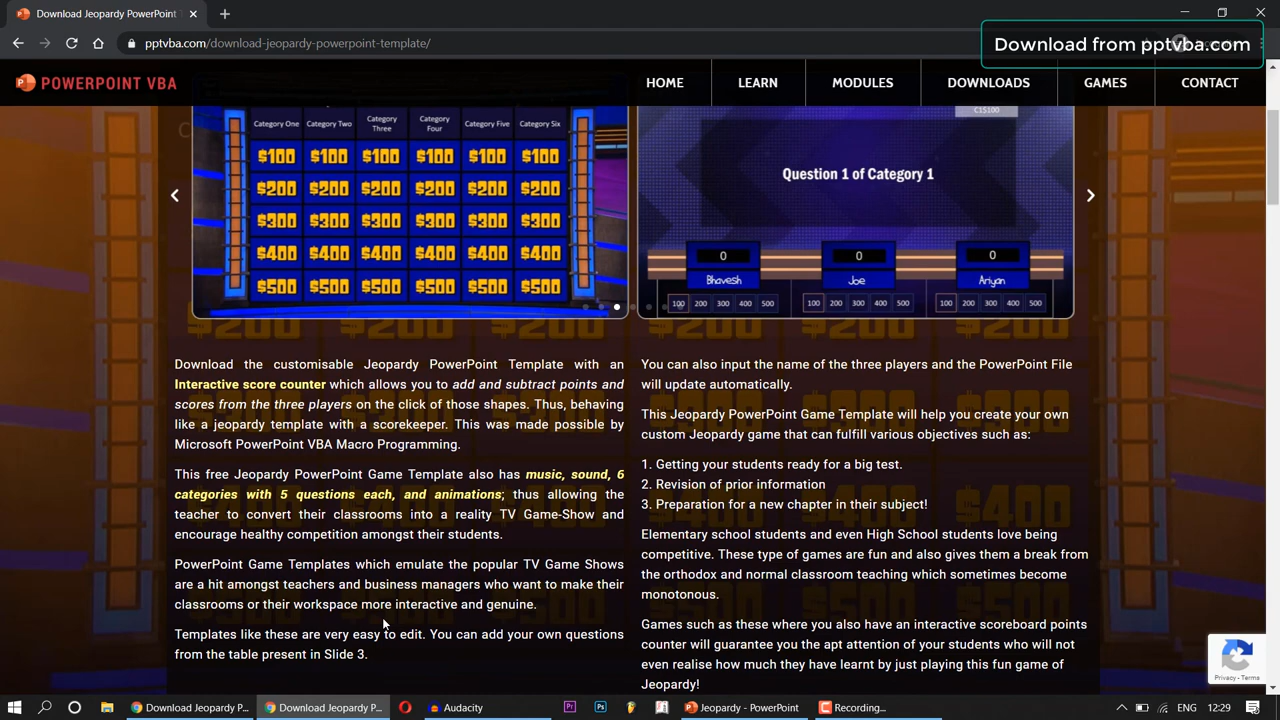 Download Jeopardy PowerPoint Tem
pptvba.com/download-jeopardy-powerpoint-template/
Download from pptvba.com
POWERPOINT VBA
HOME
LEARN
MODULES
DOWNLOADS
GAMES
CONTACT
Category One Category Two Category Three Category Four Category Five Category Six
$100 $100 $100 $100 $100 $100
$200 $200 $200 $200 $200 $200
$300 $300 $300 $300 $300 $300
$400 $400 $400 $400 $400 $400
$500 $500 $500 $500 $500 $500
C1$100
Question 1 of Category 1
0 0 0
Bhavesh Joe Ariyan
100 200 300 400 500 100 200 300 400 500 100 200 300 400 500
Download the customisable Jeopardy PowerPoint Template with an
Interactive score counter which allows you to add and subtract points and
scores from the three players on the click of those shapes. Thus, behaving
like a jeopardy template with a scorekeeper. This was made possible by
Microsoft PowerPoint VBA Macro Programming.
This free Jeopardy PowerPoint Game Template also has music, sound, 6
categories with 5 questions each, and animations; thus allowing the
teacher to convert their classrooms into a reality TV Game-Show and
encourage healthy competition amongst their students.
PowerPoint Game Templates which emulate the popular TV Game Shows
are a hit amongst teachers and business managers who want to make their
classrooms or their workspace more interactive and genuine.
Templates like these are very easy to edit. You can add your own questions
from the table present in Slide 3.
You can also input the name of the three players and the PowerPoint File
will update automatically.
This Jeopardy PowerPoint Game Template will help you create your own
custom Jeopardy game that can fulfill various objectives such as:
1. Getting your students ready for a big test.
2. Revision of prior information
3. Preparation for a new chapter in their subject!
Elementary school students and even High School students love being
competitive. These type of games are fun and also gives them a break from
the orthodox and normal classroom teaching which sometimes become
monotonous.
Games such as these where you also have an interactive scoreboard points
counter will guarantee you the apt attention of your students who will not
even realise how much they have learnt by just playing this fun game of
Jeopardy!
$200 $200 $200 $200 $200 $200
$400
$400
Privacy - Terms
Download Jeopardy P...
Download Jeopardy P...
Audacity
Jeopardy - PowerPoint
Recording...
ENG
12:29